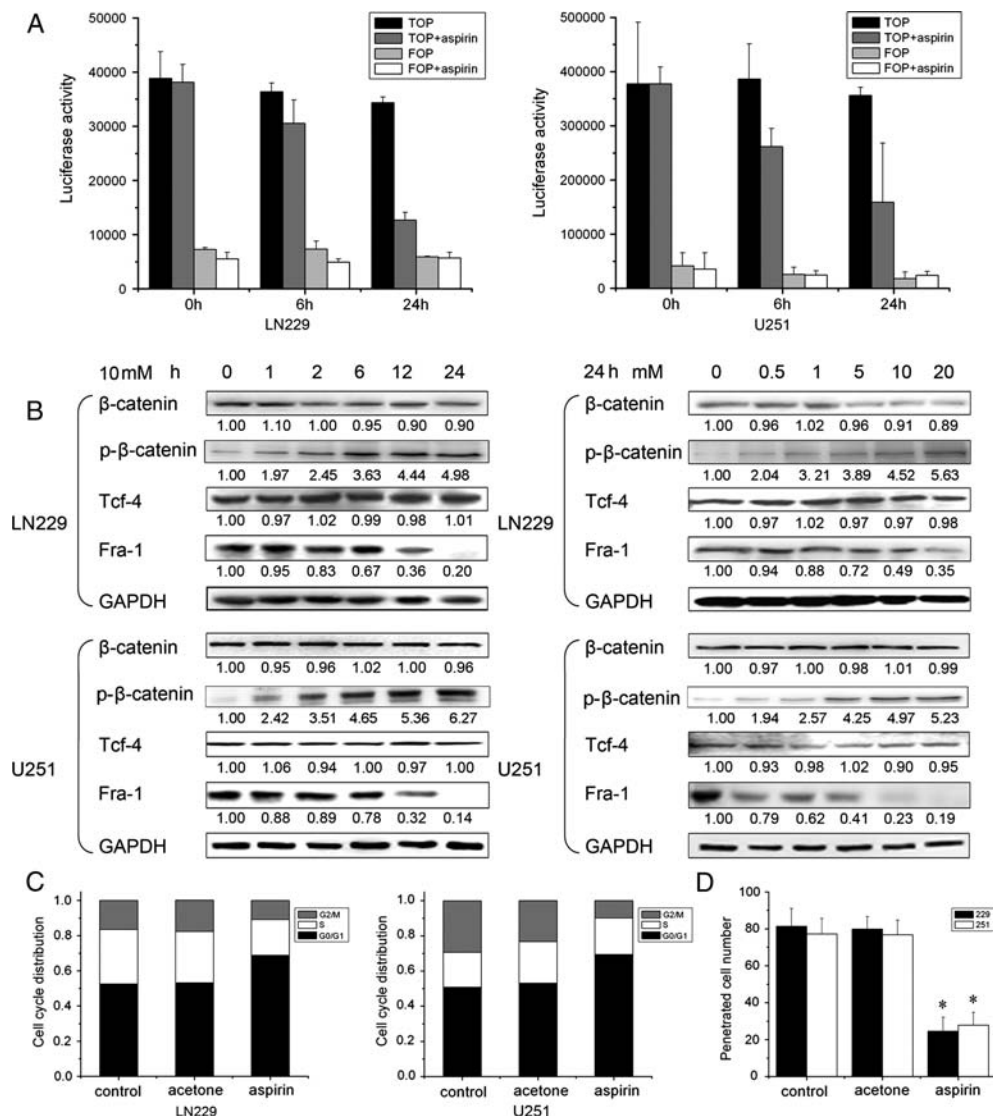 A
50000
40000
30000
20000
10000
0
Luciferase activity
TOP
TOP+aspirin
FOP
FOP+aspirin
0h 6h 24h
LN229
500000
400000
300000
200000
100000
0
Luciferase activity
TOP
TOP+aspirin
FOP
FOP+aspirin
0h 6h 24h
U251
B
10mM h 0 1 2 6 12 24
LN229
β-catenin
1.00 1.10 1.00 0.95 0.90 0.90
p-β-catenin
1.00 1.97 2.45 3.63 4.44 4.98
Tcf-4
1.00 0.97 1.02 0.99 0.98 1.01
Fra-1
1.00 0.95 0.83 0.67 0.36 0.20
GAPDH
U251
β-catenin
1.00 0.95 0.96 1.02 1.00 0.96
p-β-catenin
1.00 2.42 3.51 4.65 5.36 6.27
Tcf-4
1.00 1.06 0.94 1.00 0.97 1.00
Fra-1
1.00 0.88 0.89 0.78 0.32 0.14
GAPDH
24h mM 0 0.5 1 5 10 20
LN229
β-catenin
1.00 0.96 1.02 0.96 0.91 0.89
p-β-catenin
1.00 2.04 3.21 3.89 4.52 5.63
Tcf-4
1.00 0.97 1.02 0.97 0.97 0.98
Fra-1
1.00 0.94 0.88 0.72 0.49 0.35
GAPDH
U251
β-catenin
1.00 0.97 1.00 0.98 1.01 0.99
p-β-catenin
1.00 1.94 2.57 4.25 4.97 5.23
Tcf-4
1.00 0.93 0.98 1.02 0.90 0.95
Fra-1
1.00 0.79 0.62 0.41 0.23 0.19
GAPDH
C
1.0
0.8
0.6
0.4
0.2
0.0
Cell cycle distribution
G2/M
S
G0/G1
control acetone aspirin
LN229
1.0
0.8
0.6
0.4
0.2
0.0
Cell cycle distribution
G2/M
S
G0/G1
control acetone aspirin
U251
D
100
80
60
40
20
0
Penetrated cell number
229
251
* *
control acetone aspirin